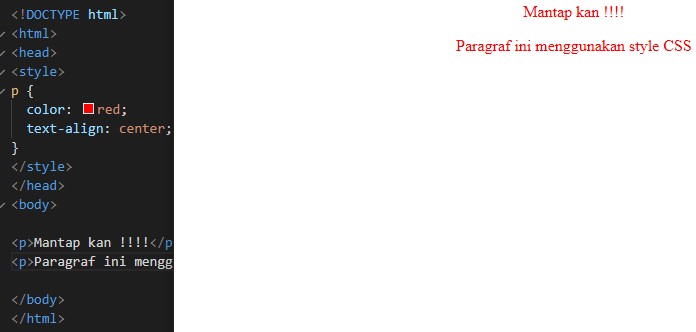 <!DOCTYPE html>
<html>
<head>
<style>
p {
color: red;
text-align: center;
}
</style>
</head>
<body>
<p>Mantap kan !!!!</p
<p>Paragraf ini mengg
</body>
</html>
Mantap kan !!!!
Paragraf ini menggunakan style CSS